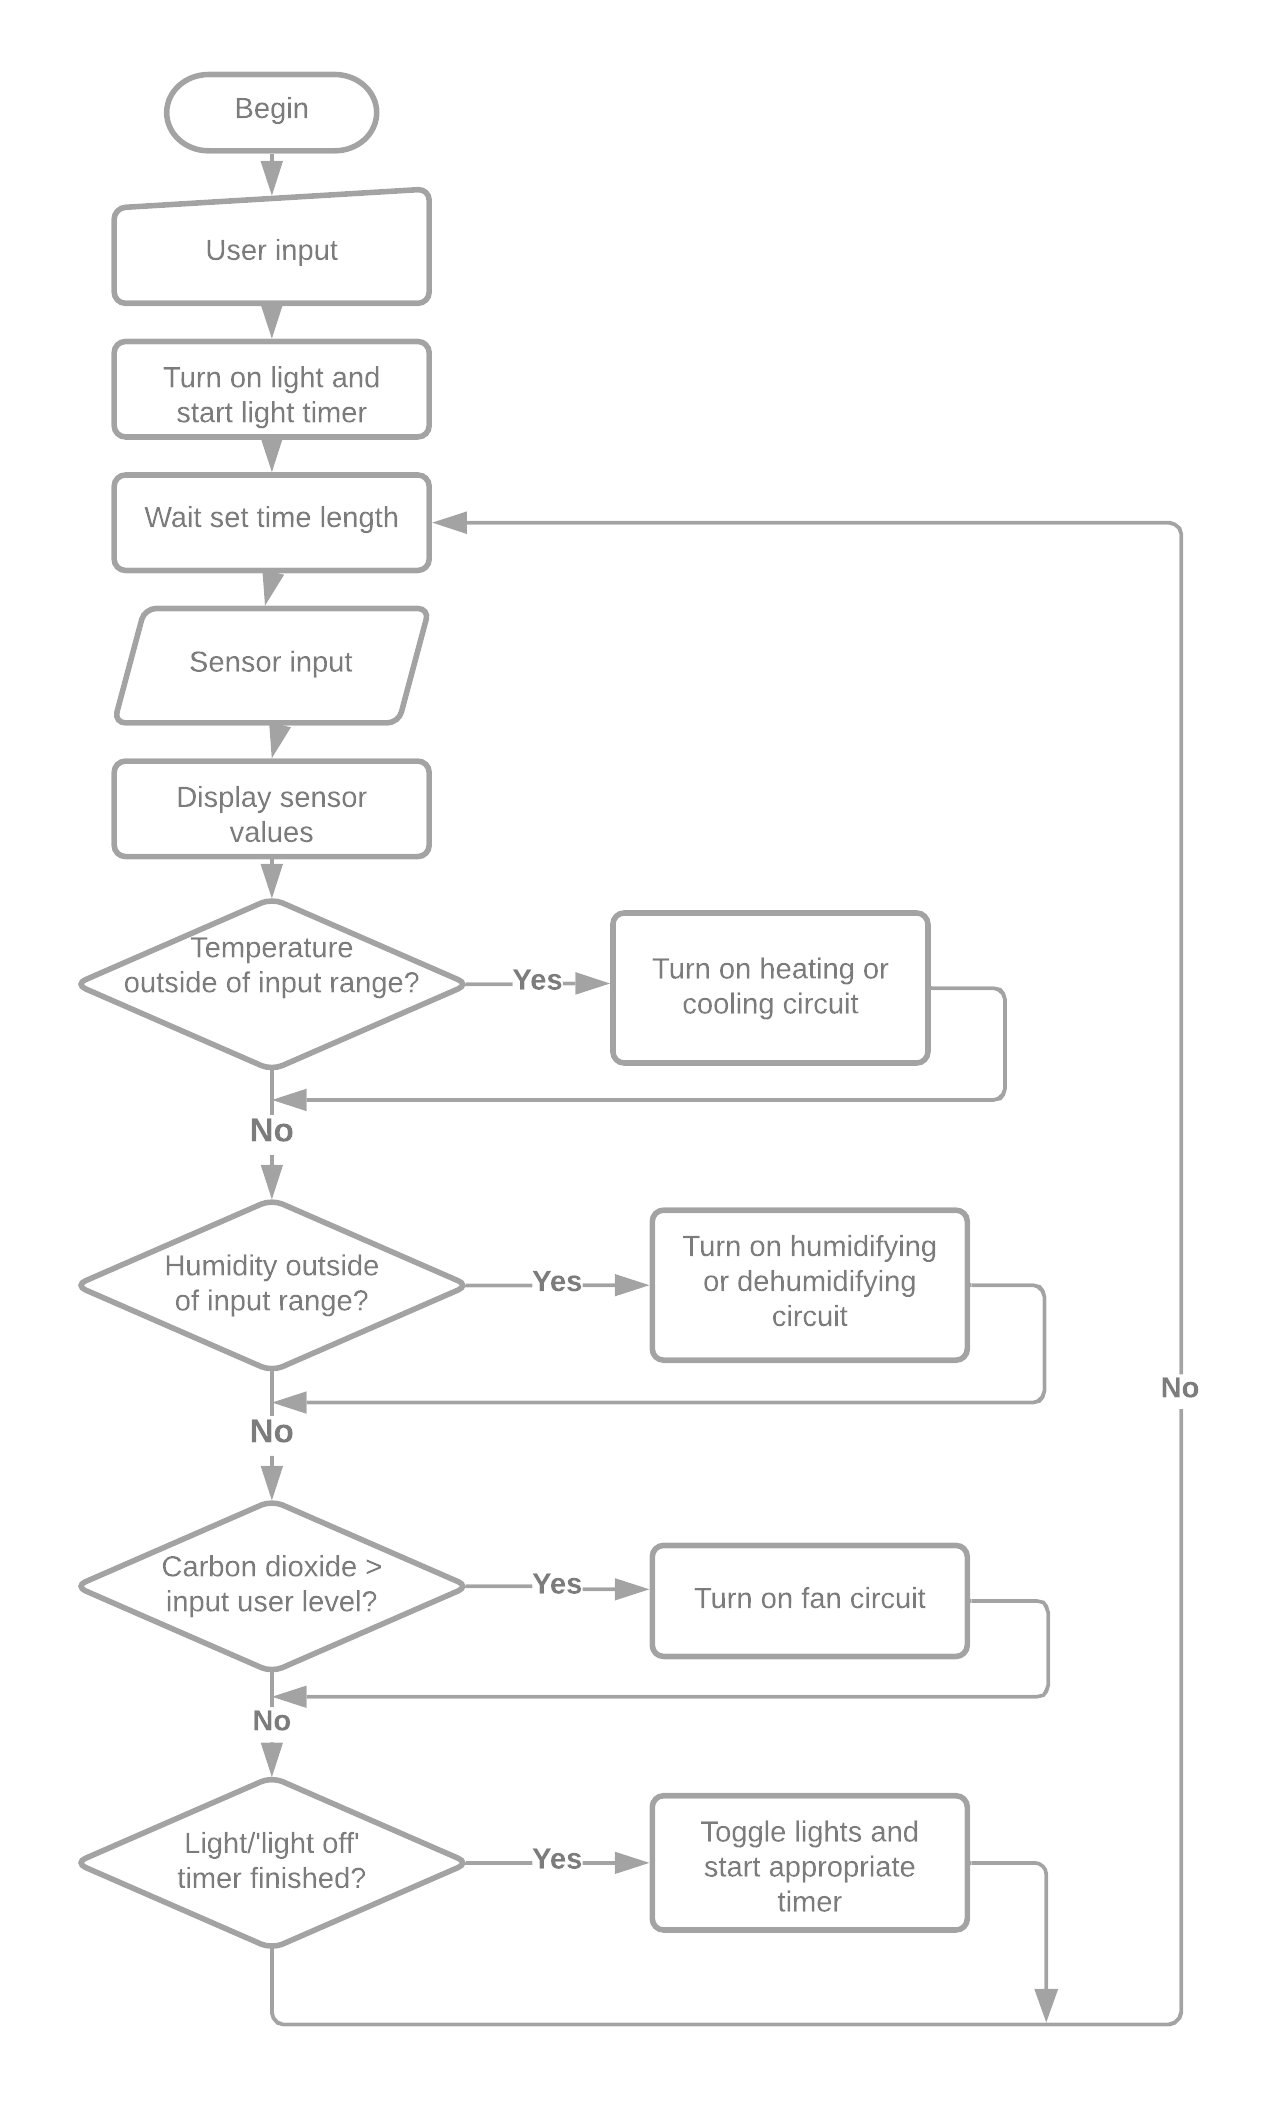 Begin
User input
Turn on light and
start light timer
Wait set time length
Sensor input
Display sensor
values
Temperature
outside of input range?
Yes
Turn on heating or
cooling circuit
No
Humidity outside
of input range?
Yes
Turn on humidifying
or dehumidifying
circuit
No
No
Carbon dioxide >
input user level?
Yes
Turn on fan circuit
No
Light/'light off'
timer finished?
Yes
Toggle lights and
start appropriate
timer